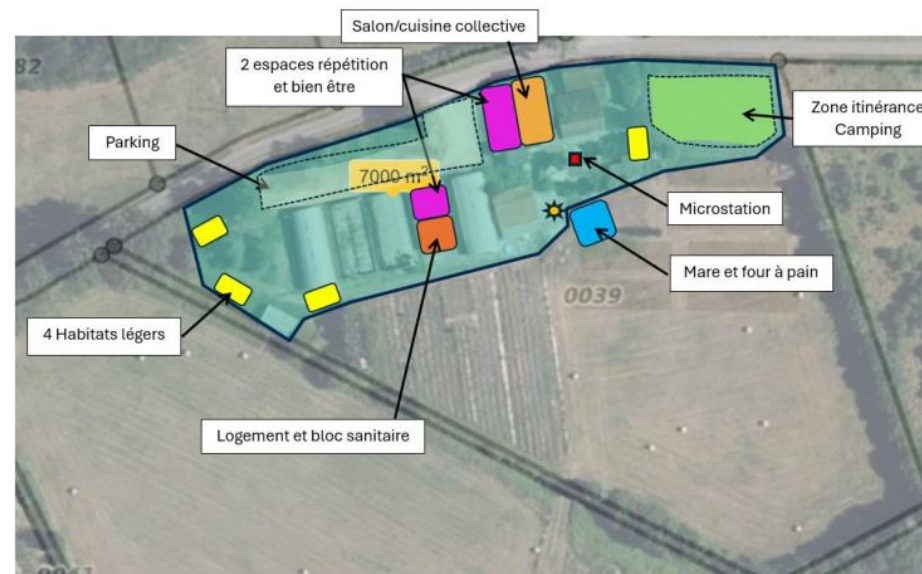 Salon/cuisine collective
2 espaces répétition
et bien être
82
Zone itinérance
Camping
Parking
7000 m²
Microstation
Mare et four à pain
0039
4 Habitats légers
Logement et bloc sanitaire